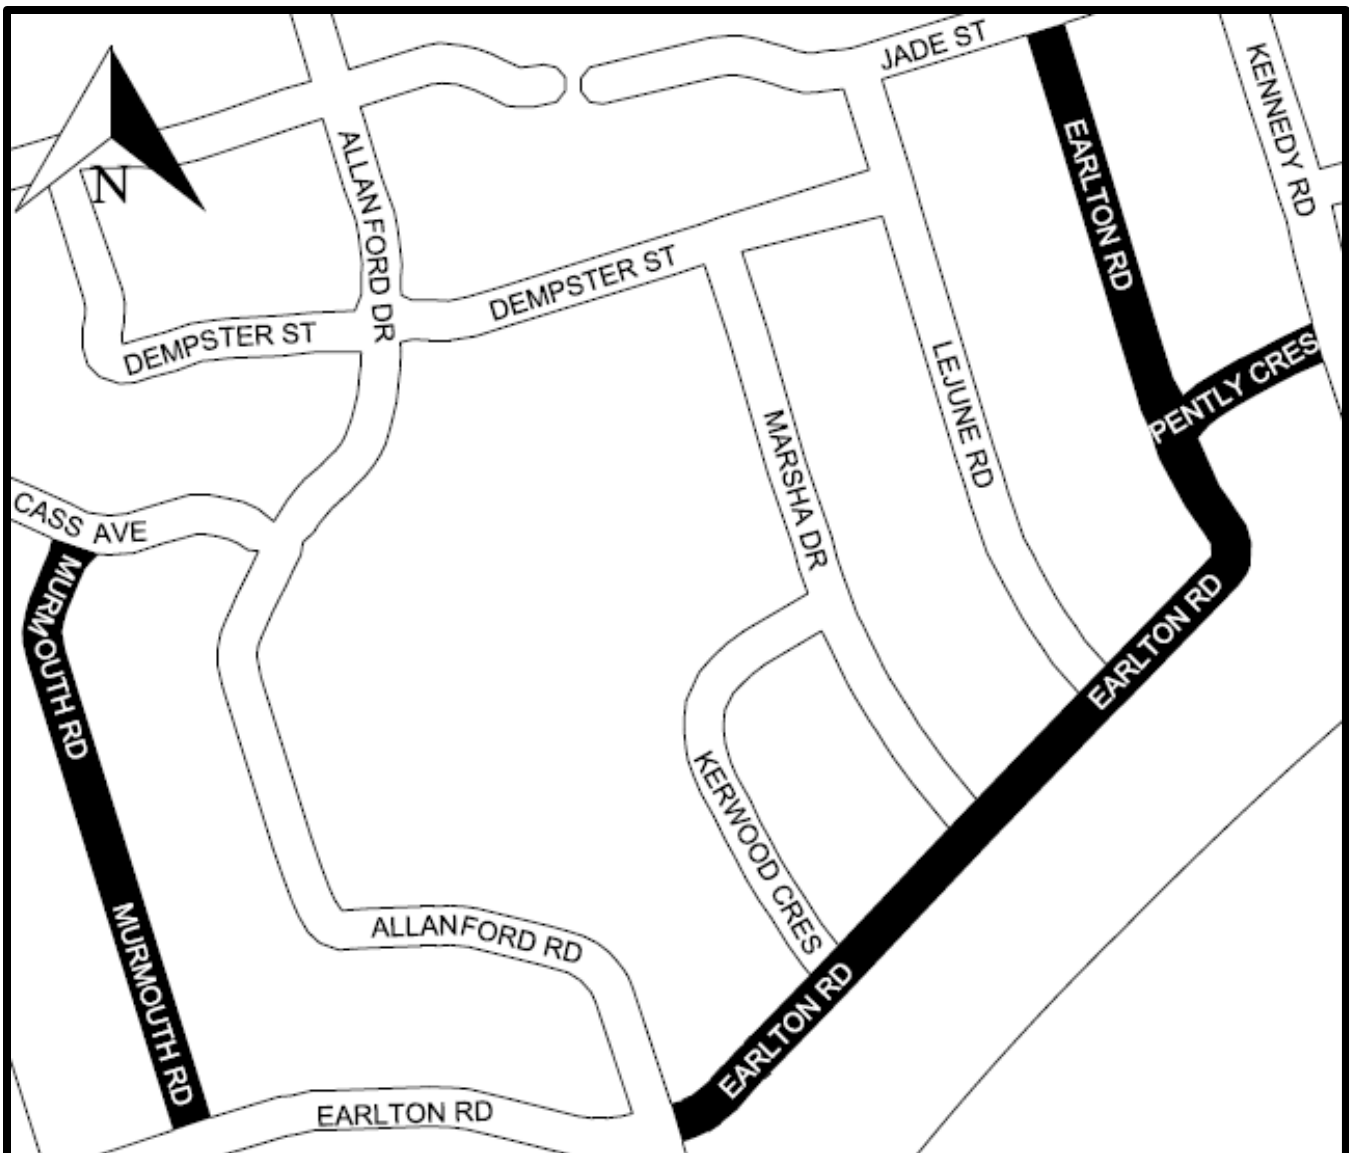 JADE ST
KENNEDY RD
N
ALLANFORD DR
EARLTON RD
DEMPSTER ST
DEMPSTER ST
PENTLY CRES
LEJUNE RD
MARSHA DR
CASS AVE
MURMOUTH RD
EARLTON RD
KERWOOD CRES
ALLANFORD RD
MURMOUTH RD
EARLTON RD
EARLTON RD